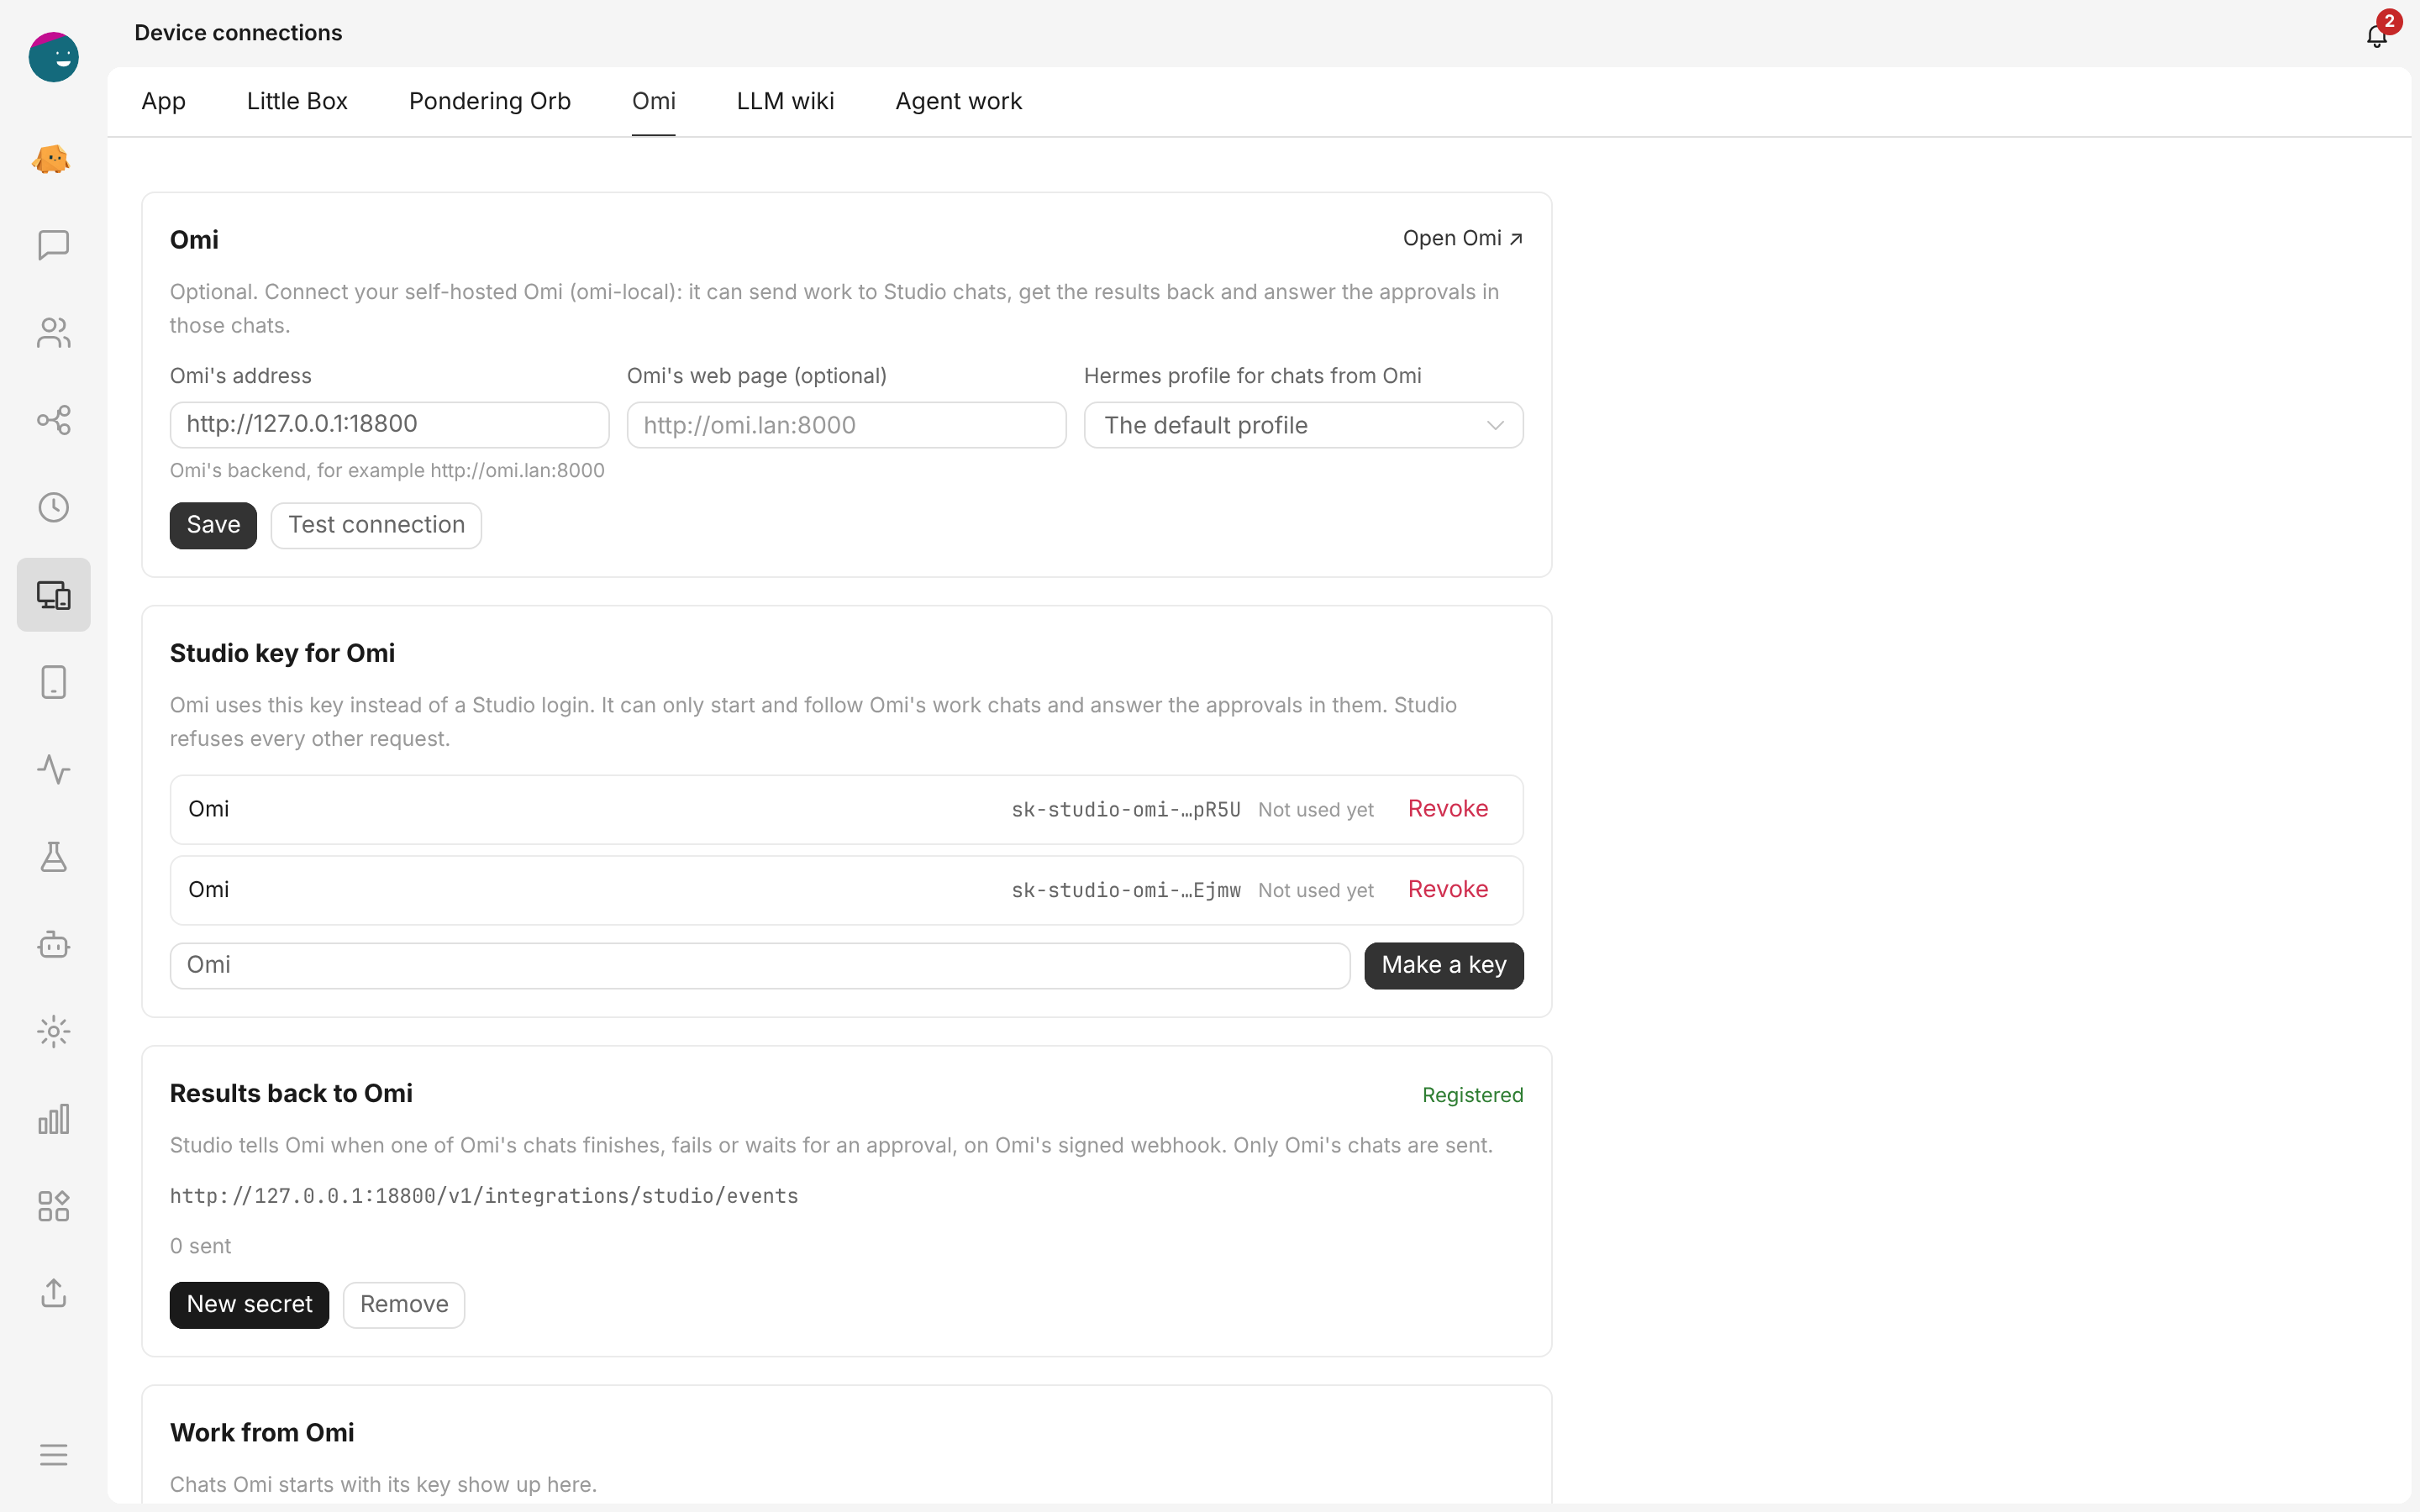 Device connections
2
App
Little Box
Pondering Orb
Omi
LLM wiki
Agent work
Omi
Open Omi ↗
Optional. Connect your self-hosted Omi (omi-local): it can send work to Studio chats, get the results back and answer the approvals in
those chats.
Omi's address
Omi's web page (optional)
Hermes profile for chats from Omi
http://127.0.0.1:18800
http://omi.lan:8000
The default profile
Omi's backend, for example http://omi.lan:8000
Save
Test connection
Studio key for Omi
Omi uses this key instead of a Studio login. It can only start and follow Omi's work chats and answer the approvals in them. Studio
refuses every other request.
Omi
sk-studio-omi-…pR5U
Not used yet
Revoke
Omi
sk-studio-omi-…Ejmw
Not used yet
Revoke
Omi
Make a key
Results back to Omi
Registered
Studio tells Omi when one of Omi's chats finishes, fails or waits for an approval, on Omi's signed webhook. Only Omi's chats are sent.
http://127.0.0.1:18800/v1/integrations/studio/events
0 sent
New secret
Remove
Work from Omi
Chats Omi starts with its key show up here.